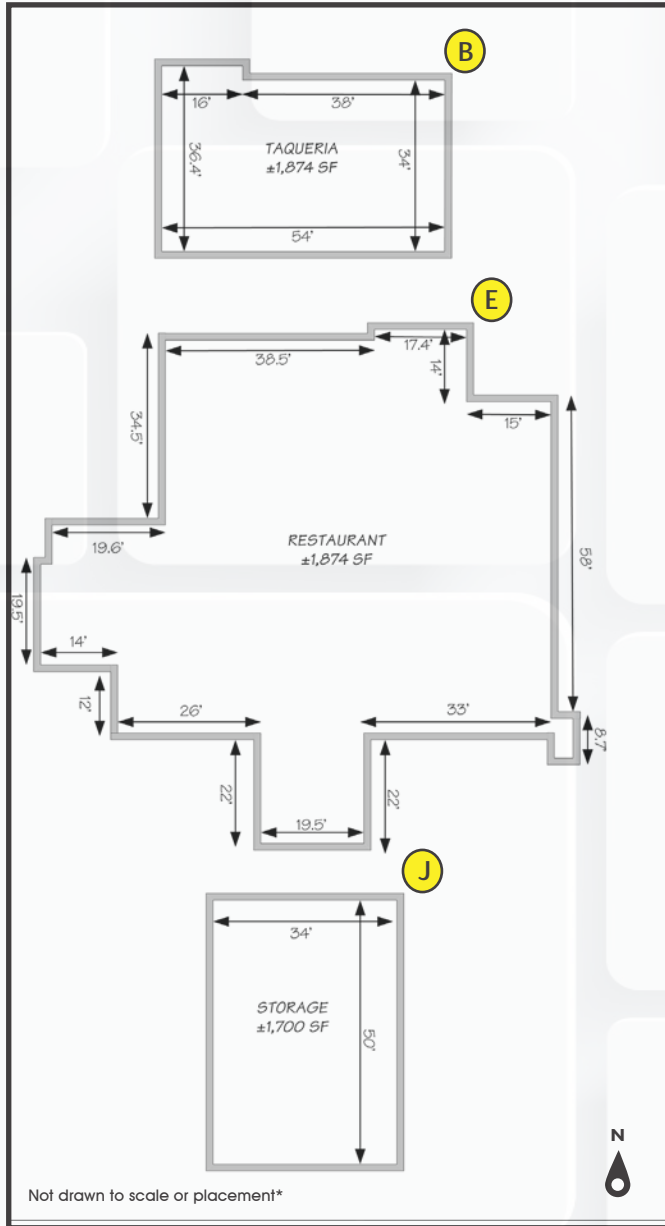 B
16'
38'
36.4'
TAQUERIA
±1,874 SF
34'
54'
E
38.5'
17.4'
14'
34.5'
15'
19.6'
RESTAURANT
±1,874 SF
58'
19.5'
14'
12'
26'
33'
8.7'
22'
19.5'
22'
J
34'
STORAGE
±1,700 SF
50'
N
Not drawn to scale or placement*